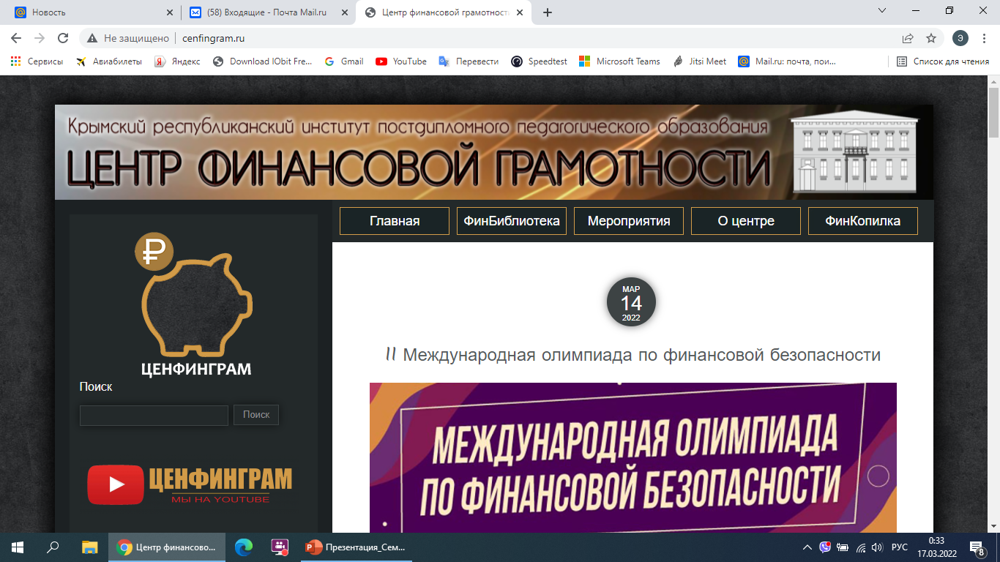 Новость
(58) Входящие - Почта Mail.ru
Центр финансовой грамотност
Не защищено
cenfingram.ru
Э
Сервисы
Авиабилеты
Яндекс
Download IObit Fre...
Gmail
YouTube
Перевести
Speedtest
Microsoft Teams
Jitsi Meet
Mail.ru: почта, пои...
Список для чтения
Крымский республиканский институт постдипломного педагогического образования
ЦЕНТР ФИНАНСОВОЙ ГРАМОТНОСТИ
Главная
ФинБиблиотека
Мероприятия
О центре
ФинКопилка
ЦЕНФИНГРАМ
Поиск
Поиск
ЦЕНФИНГРАМ
МЫ НА YOUTUBE
МАР
14
2022
II Международная олимпиада по финансовой безопасности
МЕЖДУНАРОДНАЯ ОЛИМПИАДА
ПО ФИНАНСОВОЙ БЕЗОПАСНОСТИ
Центр финансово...
Презентация_Сем...
РУС
0:33
17.03.2022
8